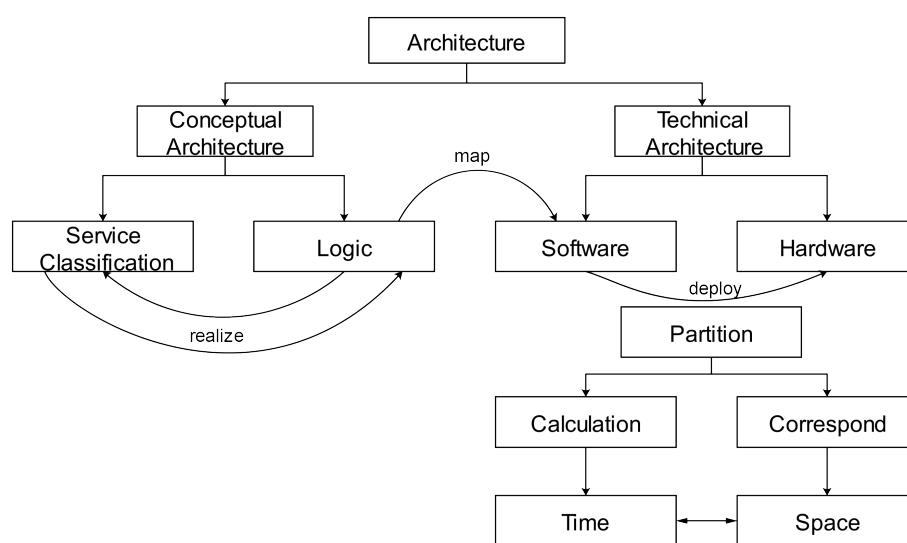 Architecture
Conceptual
Architecture
Technical
Architecture
map
Service
Classification
Logic
Software
Hardware
deploy
realize
Partition
Calculation
Correspond
Time
Space